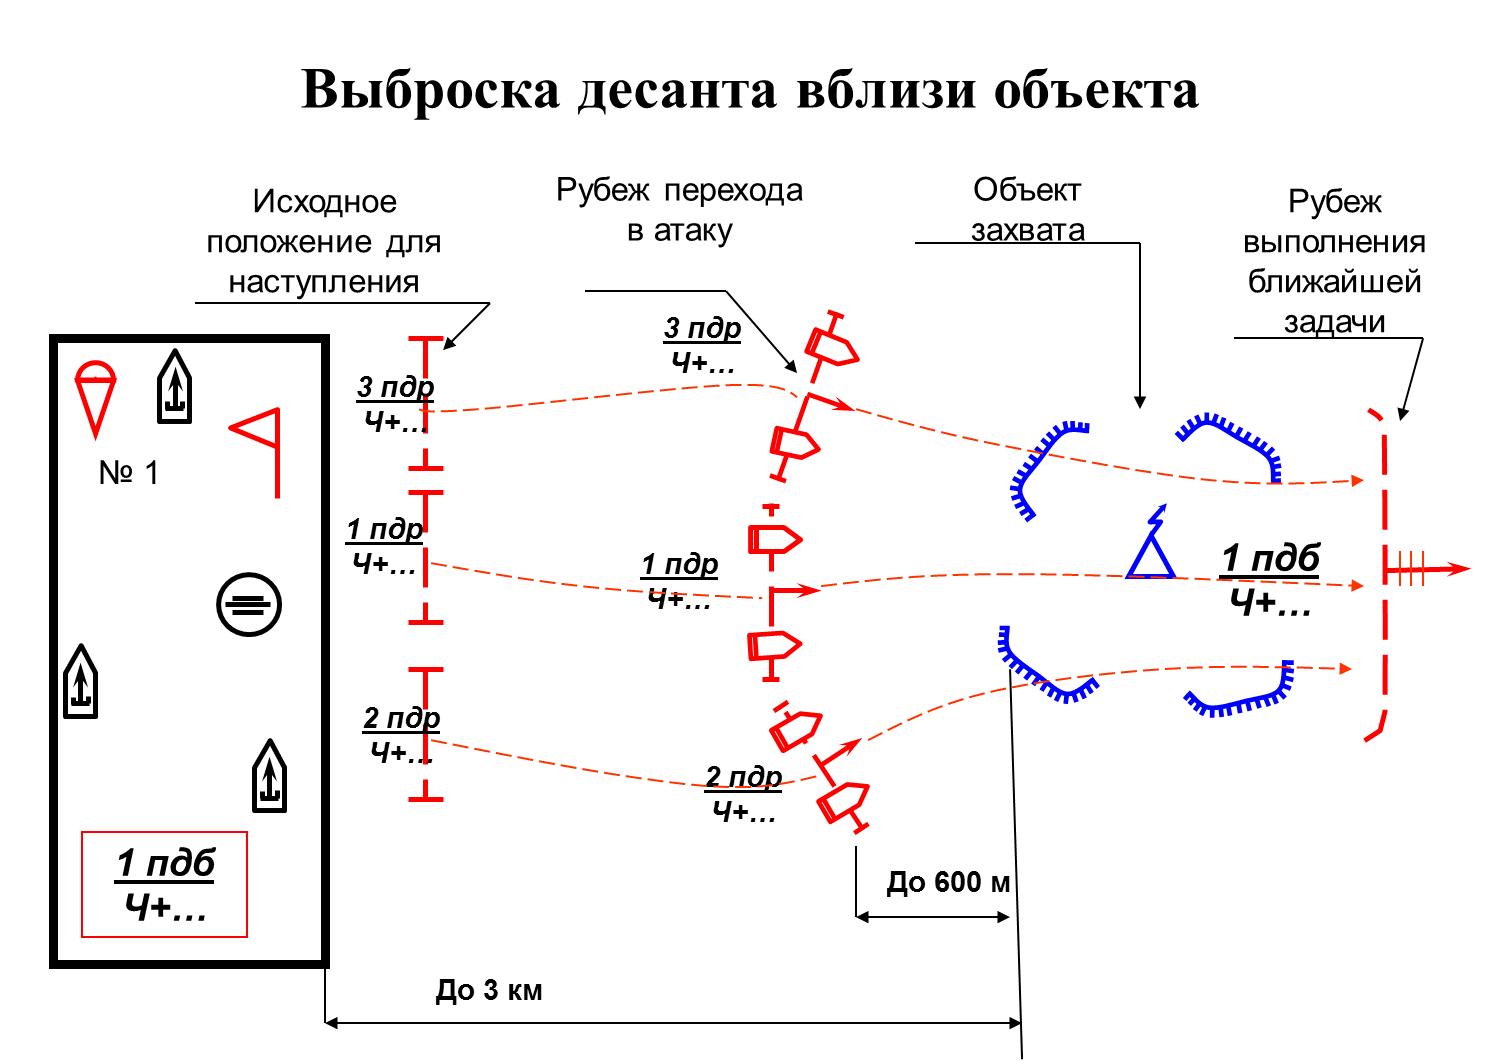 Выброска десанта вблизи объекта
Исходное
положение для
наступления
Рубеж перехода
в атаку
Объект
захвата
Рубеж
выполнения
ближайшей
задачи
3 пдр
Ч+...
3 пдр
Ч+...
№ 1
1 пдр
Ч+...
1 пдр
Ч+...
1 пдб
Ч+...
2 пдр
Ч+...
2 пдр
Ч+...
1 пдб
Ч+...
До 600 м
До 3 км